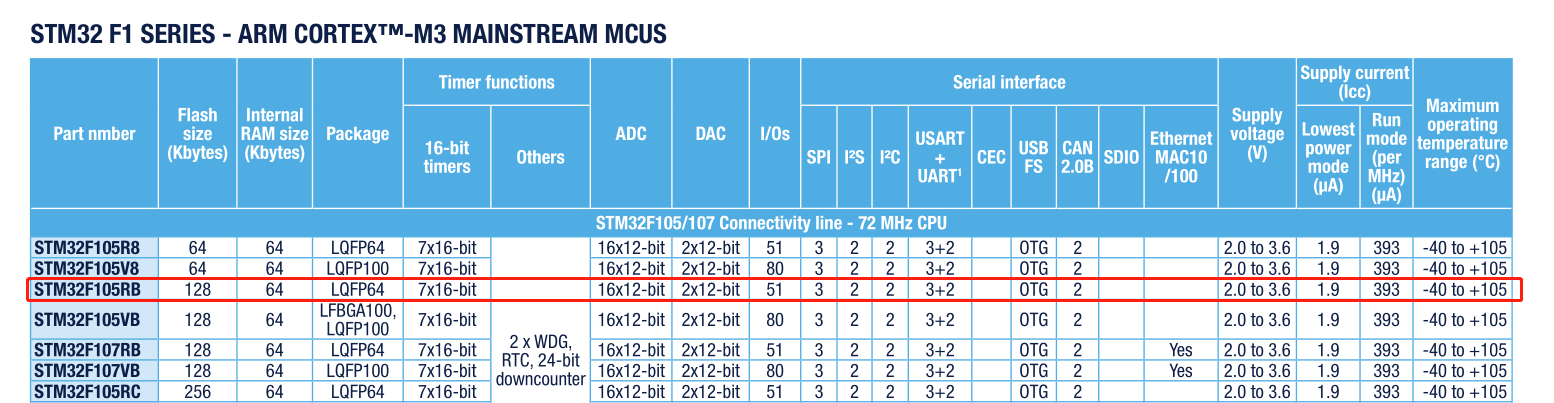 STM32 F1 SERIES - ARM CORTEX™-M3 MAINSTREAM MCUS
Part nmber Flash size (Kbytes) Internal RAM size (Kbytes) Package Timer functions 16-bit timers Others ADC DAC I/Os Serial interface SPI I²S I²C USART + UART¹ CEC USB FS CAN 2.0B SDIO Ethernet MAC10 /100 Supply voltage (V) Supply current (Icc) Lowest power mode (µA) Run mode (per MHz) (µA) Maximum operating temperature range (°C)
STM32F105/107 Connectivity line - 72 MHz CPU
STM32F105R8 64 64 LQFP64 7x16-bit 16x12-bit 2x12-bit 51 3 2 2 3+2 OTG 2 2.0 to 3.6 1.9 393 -40 to +105
STM32F105V8 64 64 LQFP100 7x16-bit 16x12-bit 2x12-bit 80 3 2 2 3+2 OTG 2 2.0 to 3.6 1.9 393 -40 to +105
STM32F105RB 128 64 LQFP64 7x16-bit 16x12-bit 2x12-bit 51 3 2 2 3+2 OTG 2 2.0 to 3.6 1.9 393 -40 to +105
STM32F105VB 128 64 LFBGA100, LQFP100 7x16-bit 16x12-bit 2x12-bit 80 3 2 2 3+2 OTG 2 2.0 to 3.6 1.9 393 -40 to +105
2 x WDG, RTC, 24-bit downcounter
STM32F107RB 128 64 LQFP64 7x16-bit 16x12-bit 2x12-bit 51 3 2 2 3+2 OTG 2 Yes 2.0 to 3.6 1.9 393 -40 to +105
STM32F107VB 128 64 LQFP100 7x16-bit 16x12-bit 2x12-bit 80 3 2 2 3+2 OTG 2 Yes 2.0 to 3.6 1.9 393 -40 to +105
STM32F105RC 256 64 LQFP64 7x16-bit 16x12-bit 2x12-bit 51 3 2 2 3+2 OTG 2 2.0 to 3.6 1.9 393 -40 to +105